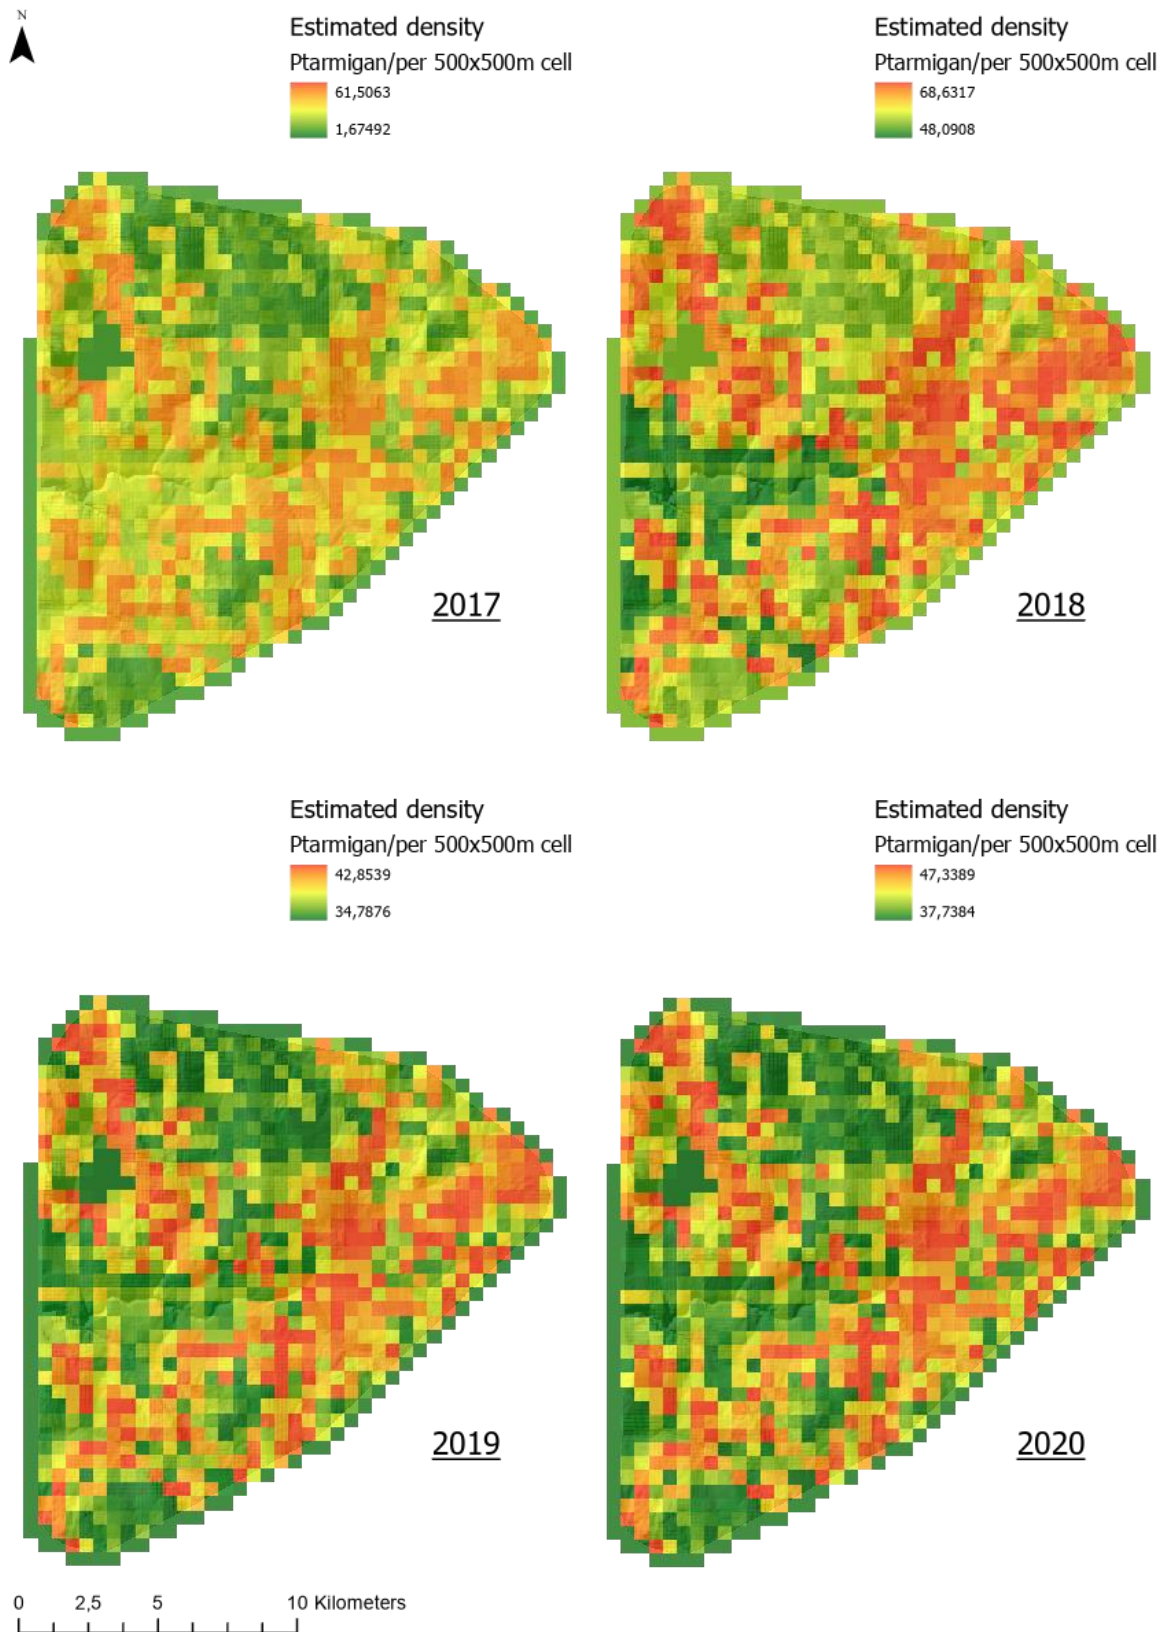 N
Estimated density
Ptarmigan/per 500x500m cell
61,5063
1,67492
Estimated density
Ptarmigan/per 500x500m cell
68,6317
48,0908
2017
2018
Estimated density
Ptarmigan/per 500x500m cell
42,8539
34,7876
Estimated density
Ptarmigan/per 500x500m cell
47,3389
37,7384
2019
2020
0 2,5 5 10 Kilometers